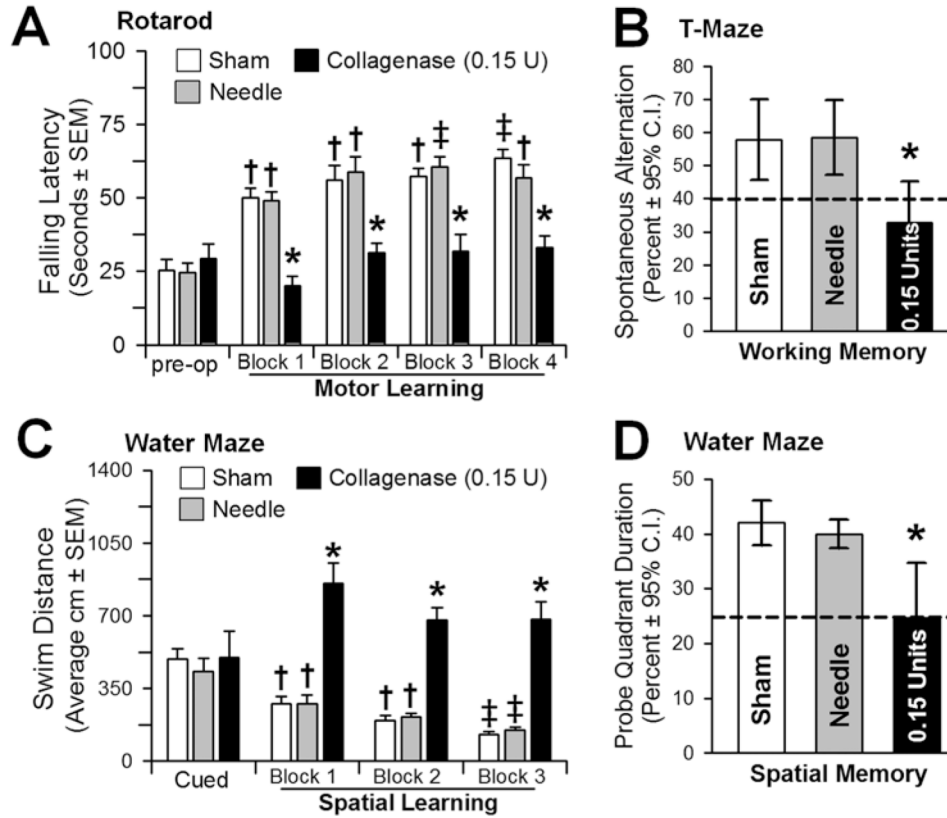 A Rotarod
Falling Latency
(Seconds ± SEM)
100
75
50
25
0
Sham
Collagenase (0.15 U)
Needle
† † *
† † *
† ‡ *
‡ † *
pre-op
Block 1
Block 2
Block 3
Block 4
Motor Learning
B T-Maze
Spontaneous Alternation
(Percent ± 95% C.I.)
80
70
60
50
40
30
20
10
0
*
Sham
Needle
0.15 Units
Working Memory
C Water Maze
Swim Distance
(Average cm ± SEM)
1400
1050
700
350
0
Sham
Collagenase (0.15 U)
Needle
† † *
† † *
‡ ‡ *
Cued
Block 1
Block 2
Block 3
Spatial Learning
D Water Maze
Probe Quadrant Duration
(Percent ± 95% C.I.)
50
40
30
20
10
0
*
Sham
Needle
0.15 Units
Spatial Memory